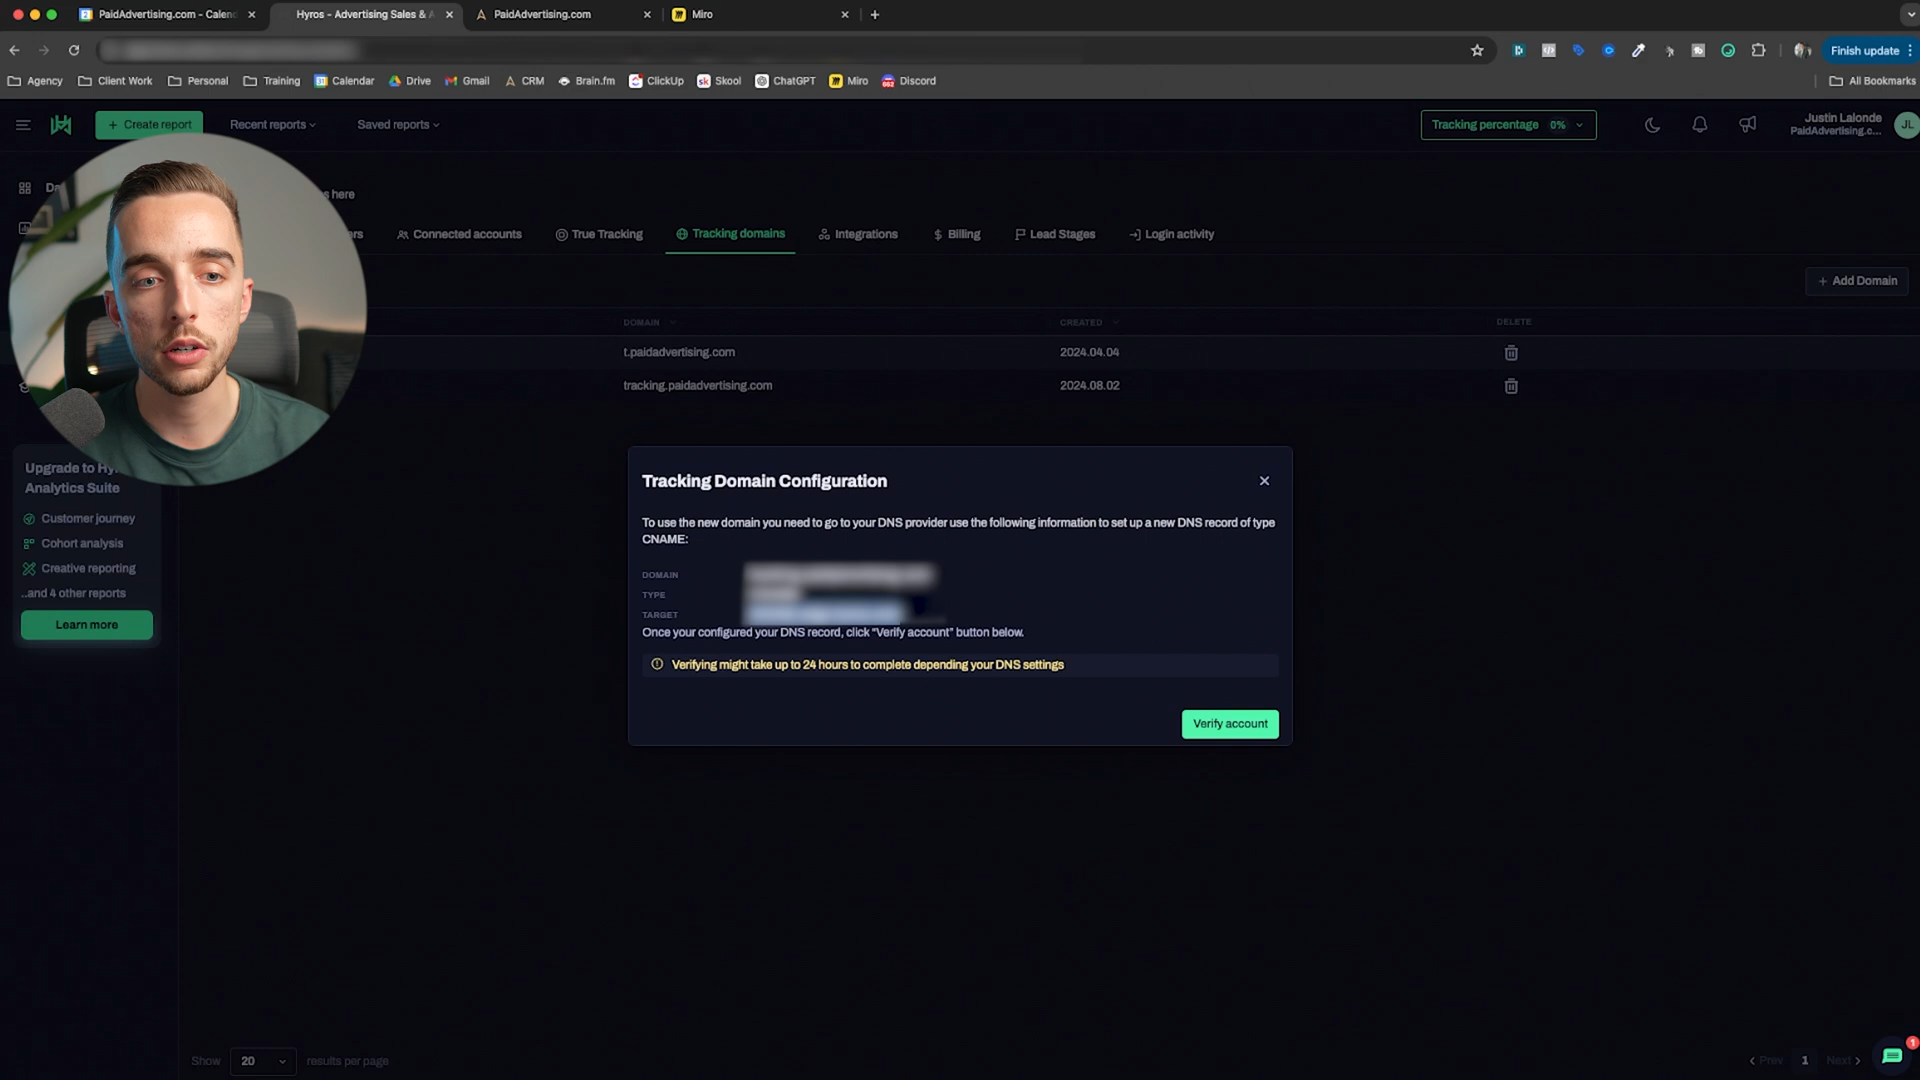 PaidAdvertising.com - Calend
Hyros - Advertising Sales & A
PaidAdvertising.com
Miro
Finish update
Agency
Client Work
Personal
Training
Calendar
Drive
Gmail
CRM
Brain.fm
ClickUp
Skool
ChatGPT
Miro
Discord
All Bookmarks
+ Create report
Recent reports
Saved reports
Tracking percentage 0%
Justin Lalonde
PaidAdvertising.c...
JL
s here
ers
Connected accounts
True Tracking
Tracking domains
Integrations
$ Billing
Lead Stages
Login activity
+ Add Domain
DOMAIN
CREATED
DELETE
t.paidadvertising.com
2024.04.04
tracking.paidadvertising.com
2024.08.02
Upgrade to Hy
Analytics Suite
Customer journey
Cohort analysis
Creative reporting
..and 4 other reports
Learn more
Tracking Domain Configuration
To use the new domain you need to go to your DNS provider use the following information to set up a new DNS record of type
CNAME:
DOMAIN
TYPE
TARGET
Once your configured your DNS record, click "Verify account" button below.
Verifying might take up to 24 hours to complete depending your DNS settings
Verify account
Show 20 results per page
Prev 1 Next
1